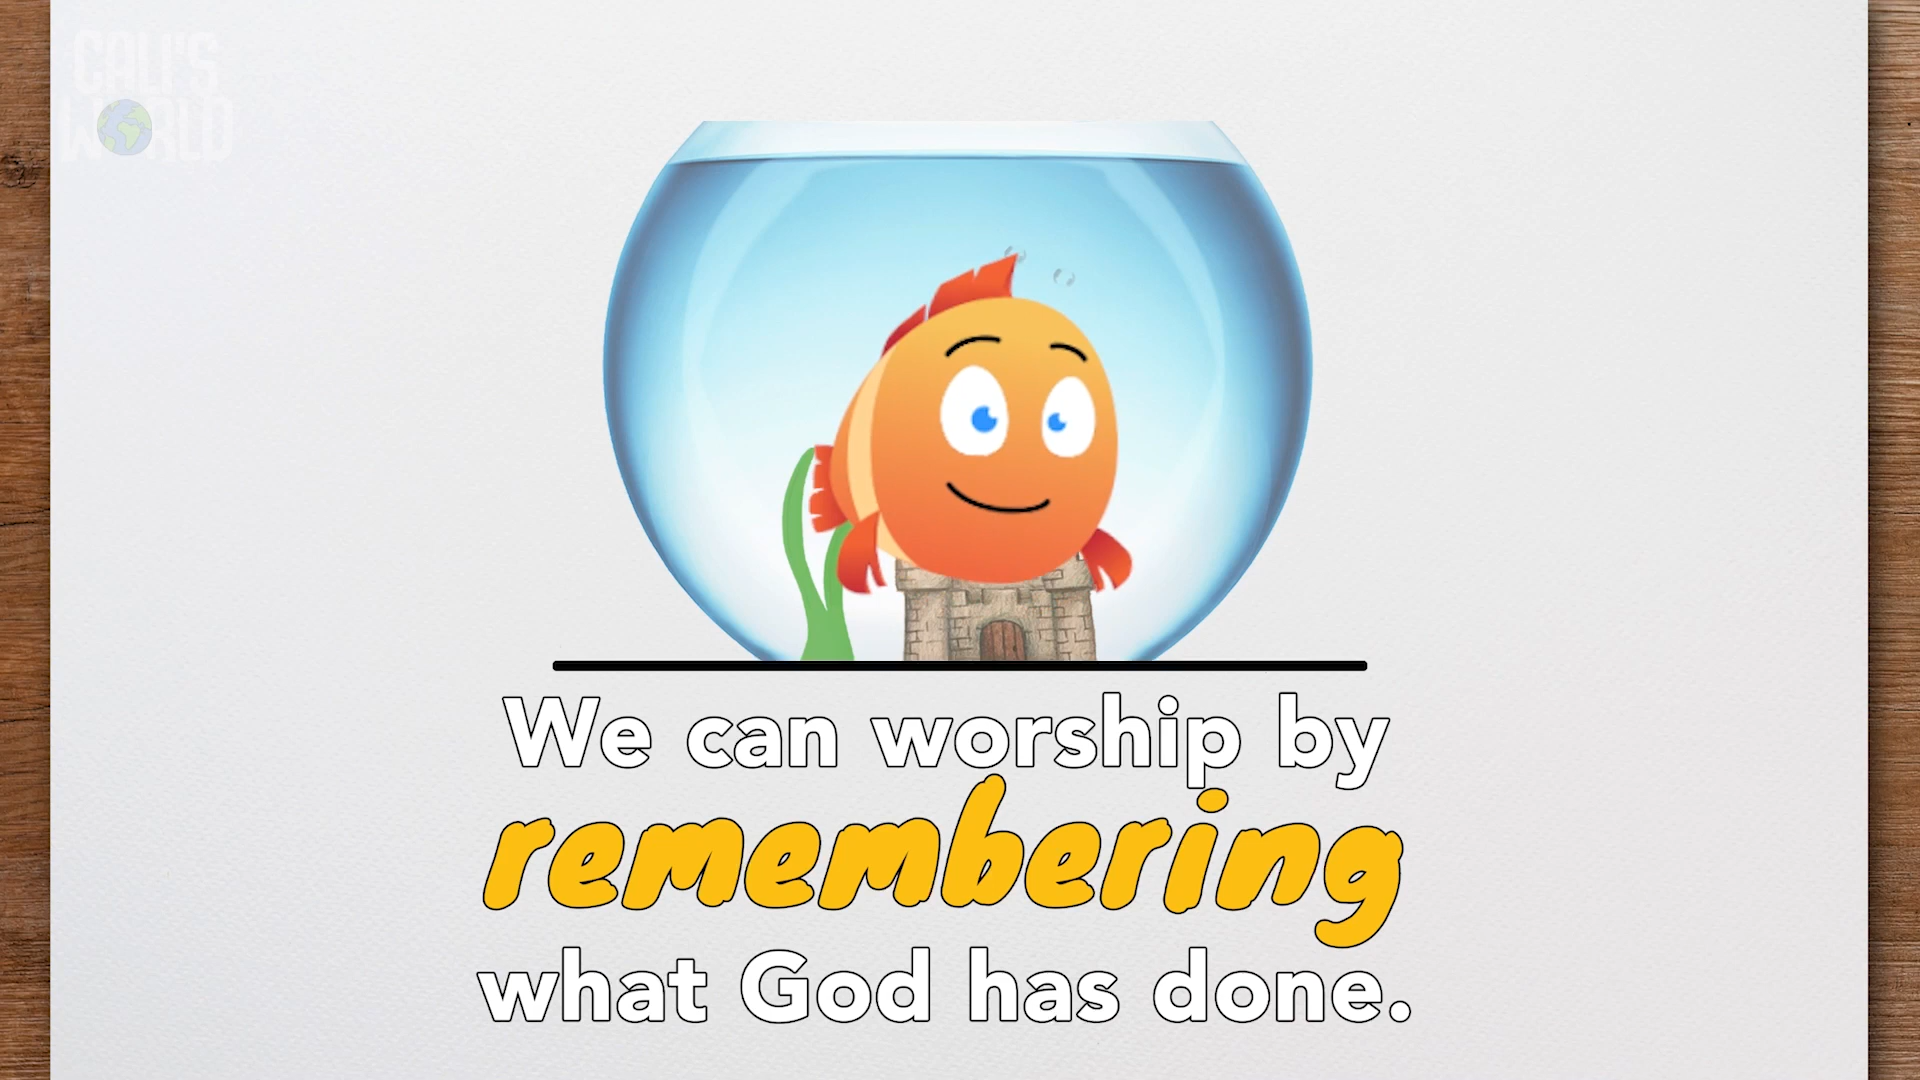 CALI'S
WORLD
We can worship by
remembering
what God has done.